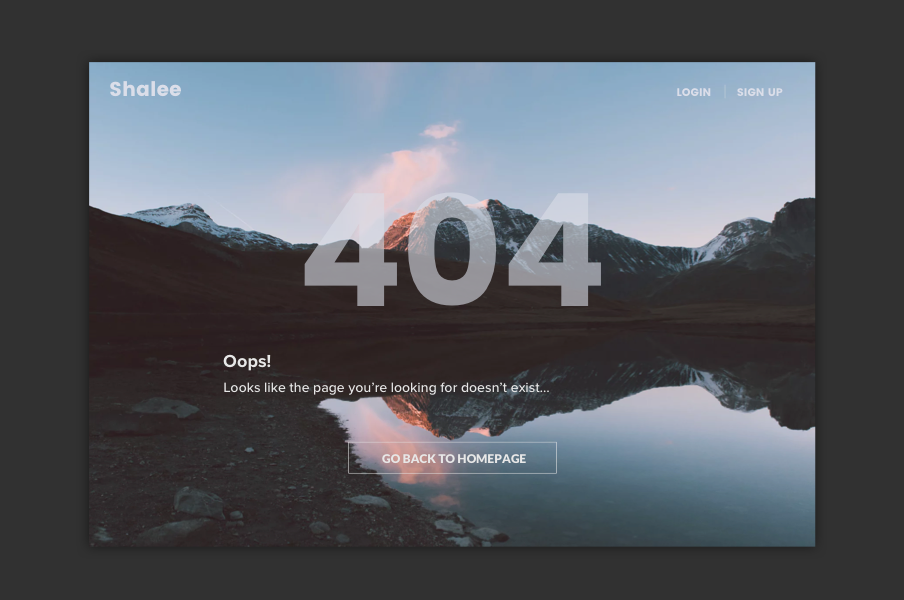 Shalee
LOGIN | SIGN UP
404
Oops!
Looks like the page you're looking for doesn't exist...
GO BACK TO HOMEPAGE